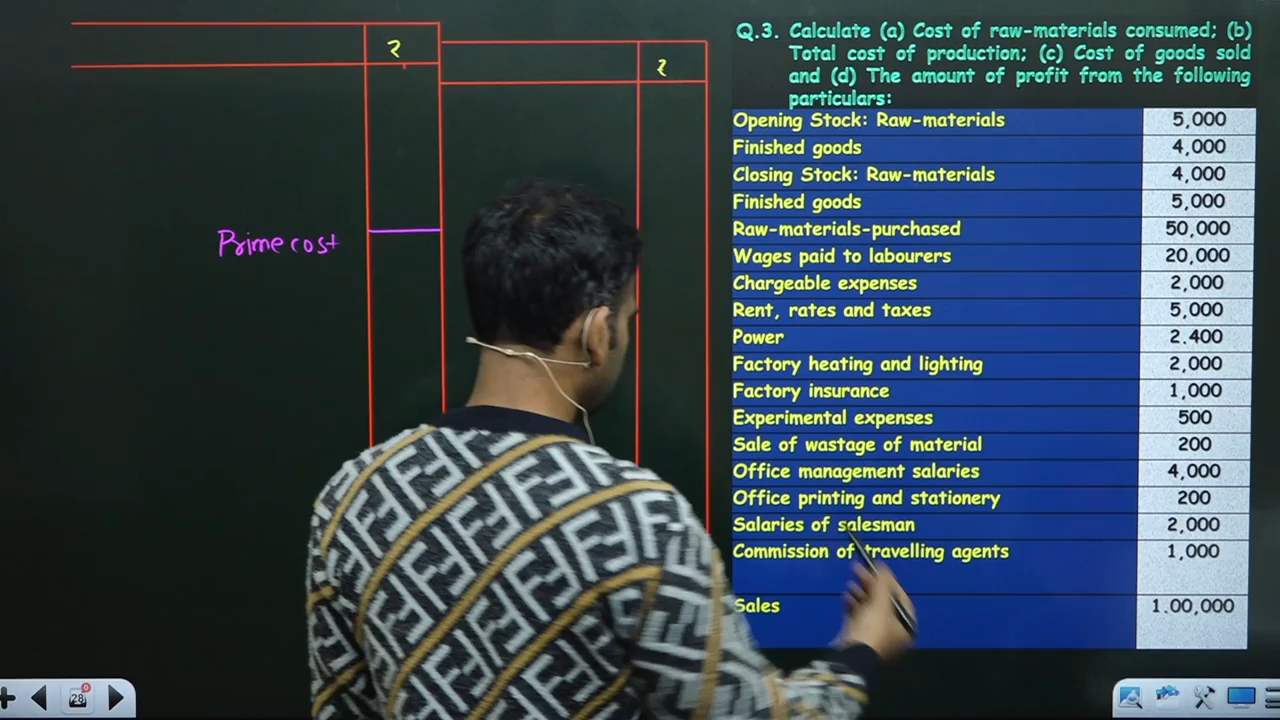 ₹
₹
Prime cost
Q.3. Calculate (a) Cost of raw-materials consumed; (b)
Total cost of production; (c) Cost of goods sold
and (d) The amount of profit from the following
particulars:
Opening Stock: Raw-materials 5,000
Finished goods 4,000
Closing Stock: Raw-materials 4,000
Finished goods 5,000
Raw-materials-purchased 50,000
Wages paid to labourers 20,000
Chargeable expenses 2,000
Rent, rates and taxes 5,000
Power 2.400
Factory heating and lighting 2,000
Factory insurance 1,000
Experimental expenses 500
Sale of wastage of material 200
Office management salaries 4,000
Office printing and stationery 200
Salaries of salesman 2,000
Commission of travelling agents 1,000
Sales 1.00,000
28